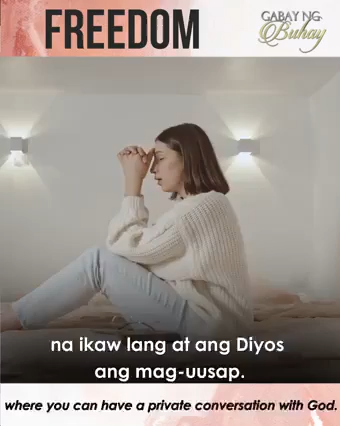 FREEDOM
GABAY NG
Buhay
na ikaw lang at ang Diyos
ang mag-uusap.
where you can have a private conversation with God.